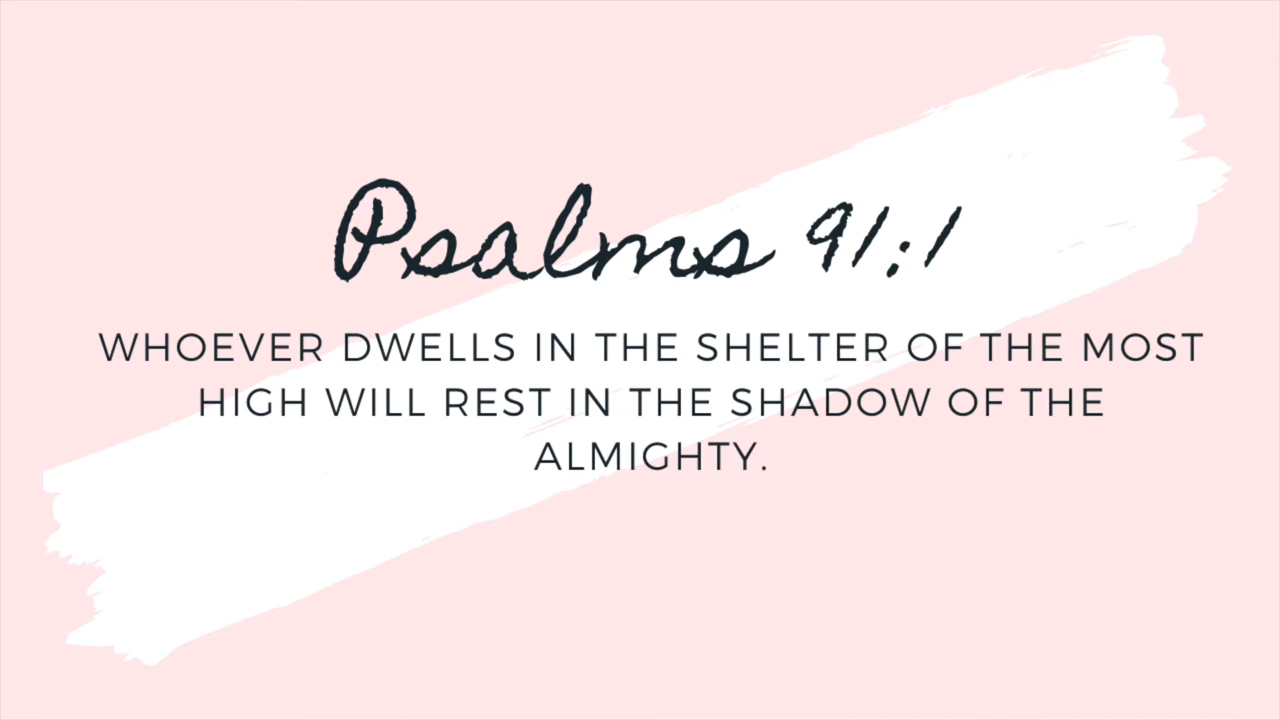 Psalms 91:1
WHOEVER DWELLS IN THE SHELTER OF THE MOST
HIGH WILL REST IN THE SHADOW OF THE
ALMIGHTY.